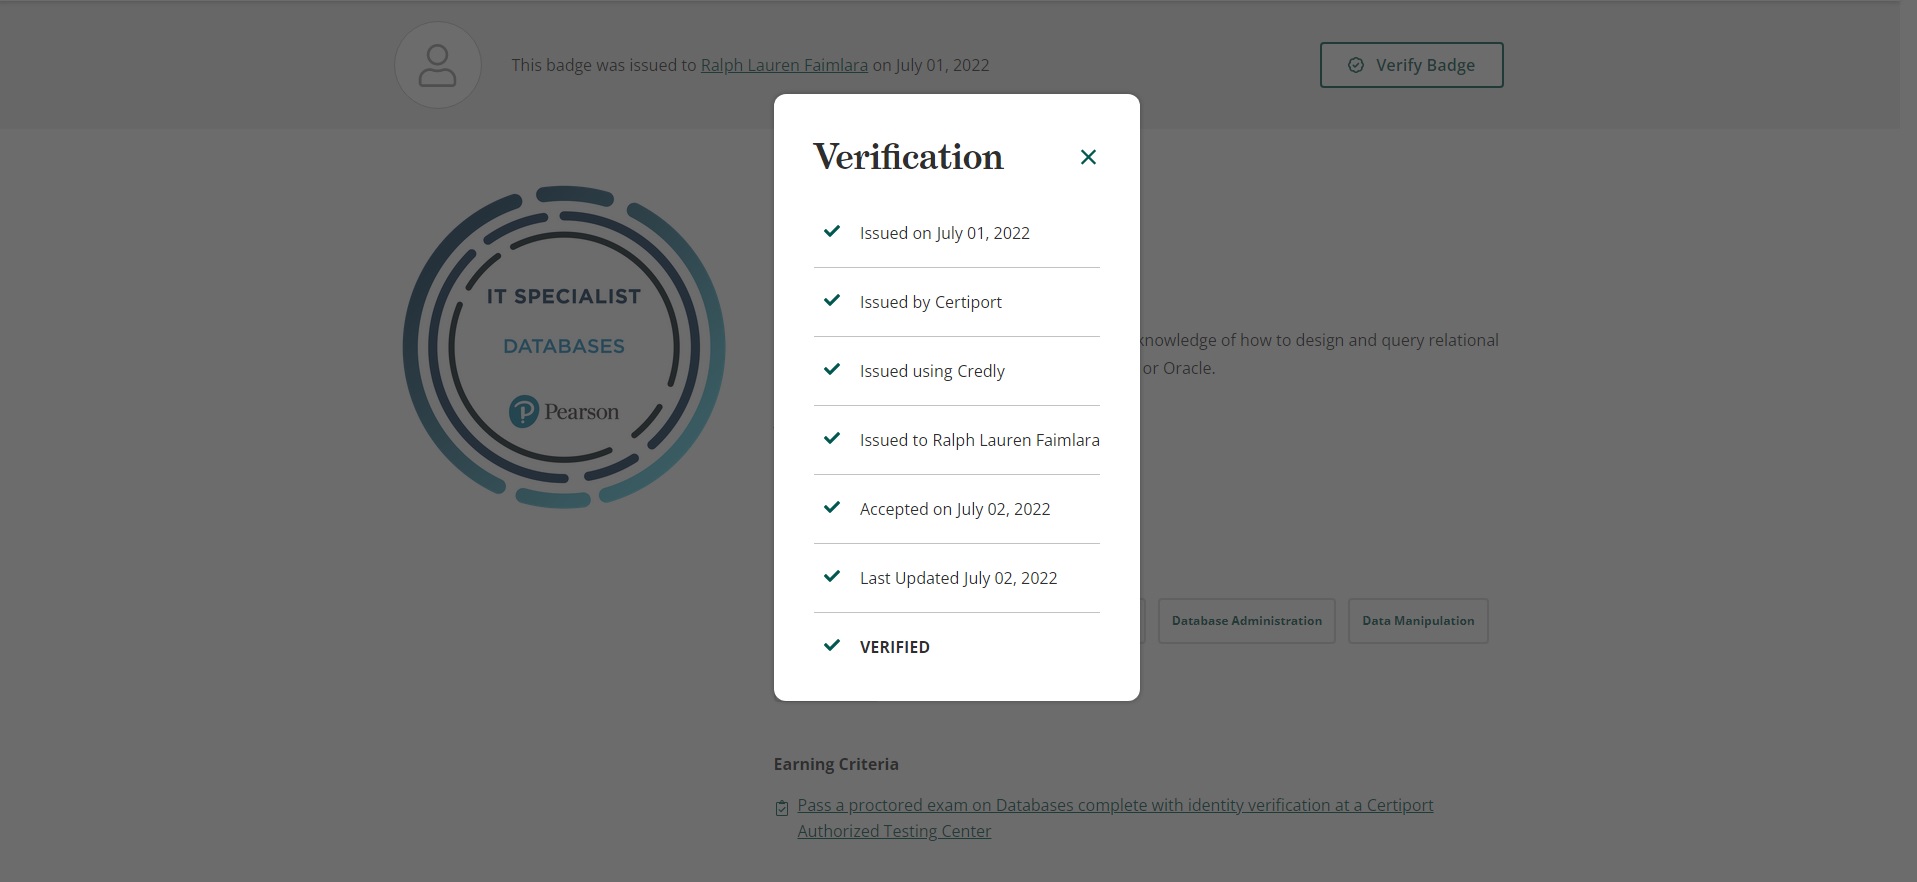 This badge was issued to Ralph Lauren Faimlara on July 01, 2022
Verify Badge
Verification
Issued on July 01, 2022
Issued by Certiport
Issued using Credly
Issued to Ralph Lauren Faimlara
Accepted on July 02, 2022
Last Updated July 02, 2022
VERIFIED
IT SPECIALIST
DATABASES
Pearson
knowledge of how to design and query relational
or Oracle.
Database Administration
Data Manipulation
Earning Criteria
Pass a proctored exam on Databases complete with identity verification at a Certiport
Authorized Testing Center